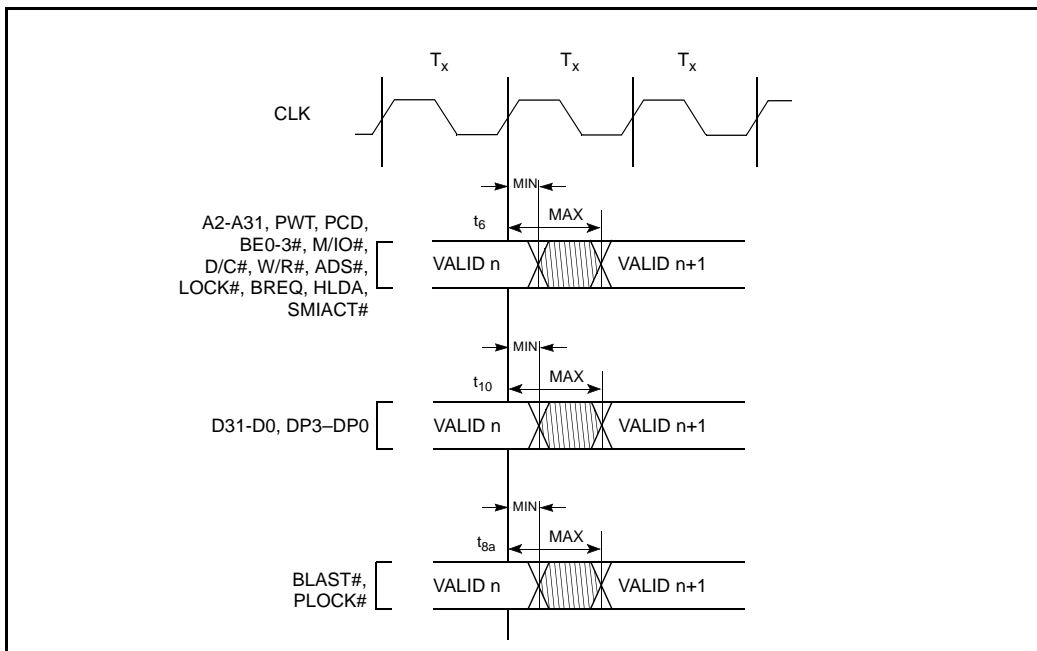 Tx Tx Tx
CLK
MIN
t6 MAX
A2-A31, PWT, PCD,
BE0-3#, M/IO#,
D/C#, W/R#, ADS#,
LOCK#, BREQ, HLDA,
SMIACT#
VALID n VALID n+1
MIN
t10 MAX
D31-D0, DP3–DP0
VALID n VALID n+1
MIN
t8a MAX
BLAST#,
PLOCK#
VALID n VALID n+1